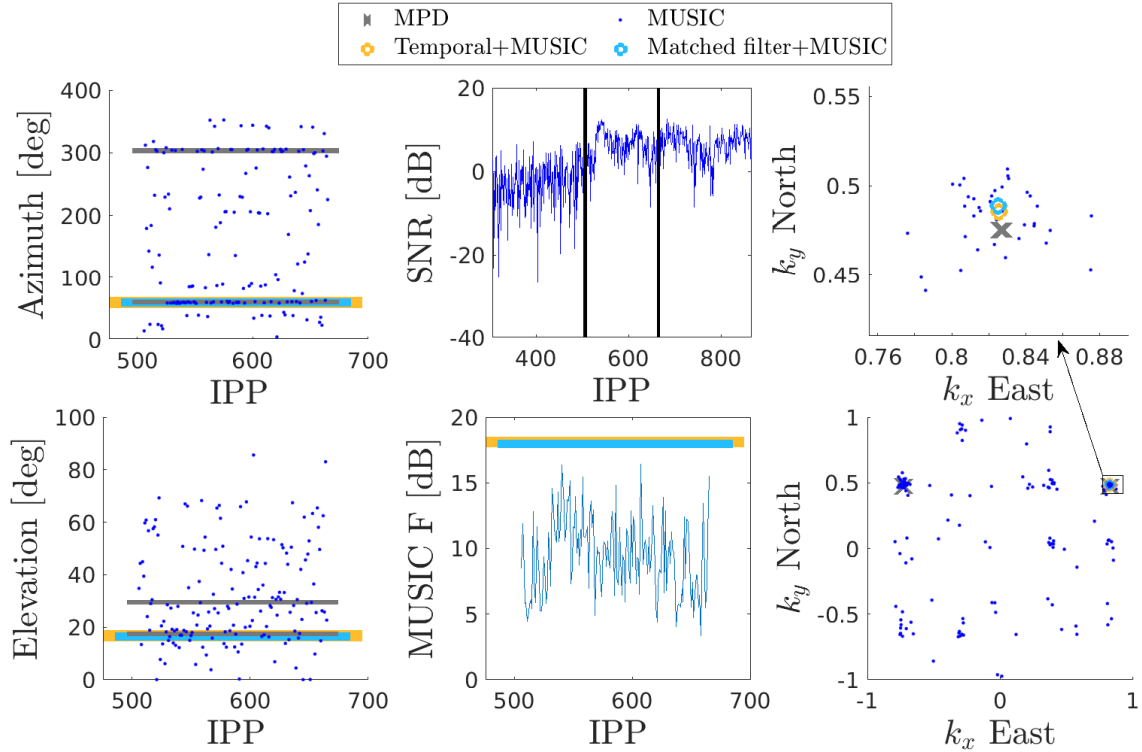 MPD
MUSIC
Temporal+MUSIC
Matched filter+MUSIC
400
300
200
100
0
500
600
700
Azimuth [deg]
IPP
20
0
-20
-40
400
600
800
SNR [dB]
IPP
0.55
0.5
0.45
0.76
0.8
0.84
0.88
k_y North
k_x East
100
80
60
40
20
0
500
600
700
Elevation [deg]
IPP
20
15
10
5
0
500
600
700
MUSIC F [dB]
IPP
1
0.5
0
-0.5
-1
-1
0
1
k_y North
k_x East